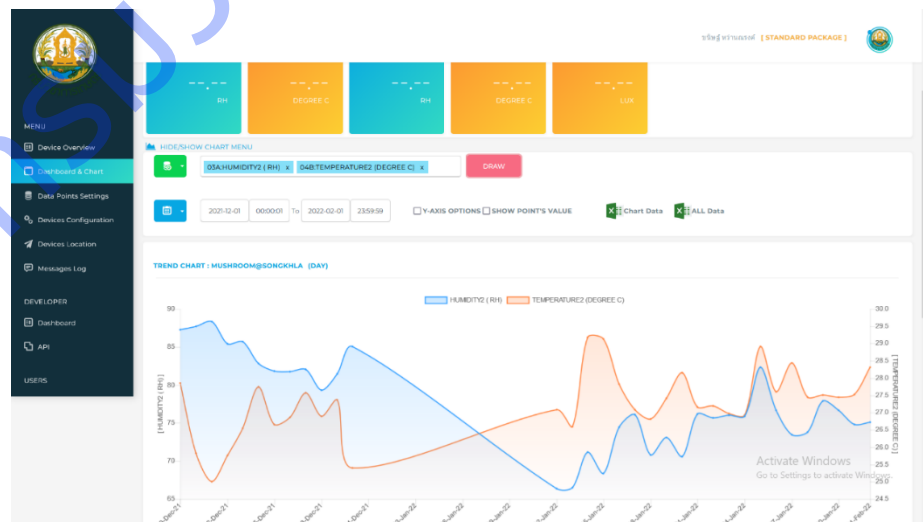 [ STANDARD PACKAGE ]
--.-- --.-- --.-- --.-- --.--
RH DEGREE C RH DEGREE C LUX
MENU
Device Overview
Dashboard & Chart
Data Points Settings
Devices Configuration
Devices Location
Messages Log
DEVELOPER
Dashboard
API
USERS
HIDE/SHOW CHART MENU
03A:HUMIDITY2 ( RH) x 04B:TEMPERATURE2 (DEGREE C) x DRAW
2021-12-01 00:00:01 To 2022-02-01 23:59:59 Y-AXIS OPTIONS SHOW POINT'S VALUE Chart Data ALL Data
TREND CHART : MUSHROOM@SONGKHLA (DAY)
HUMIDITY2 ( RH) TEMPERATURE2 (DEGREE C)
[ HUMIDITY2 ( RH) ]
90
85
80
75
70
65
30.0
29.5
29.0
28.5
28.0
27.5
27.0
26.5
26.0
25.5
25.0
24.5
[ TEMPERATURE2 (DEGREE C) ]
Activate Windows
Go to Settings to activate Windows.